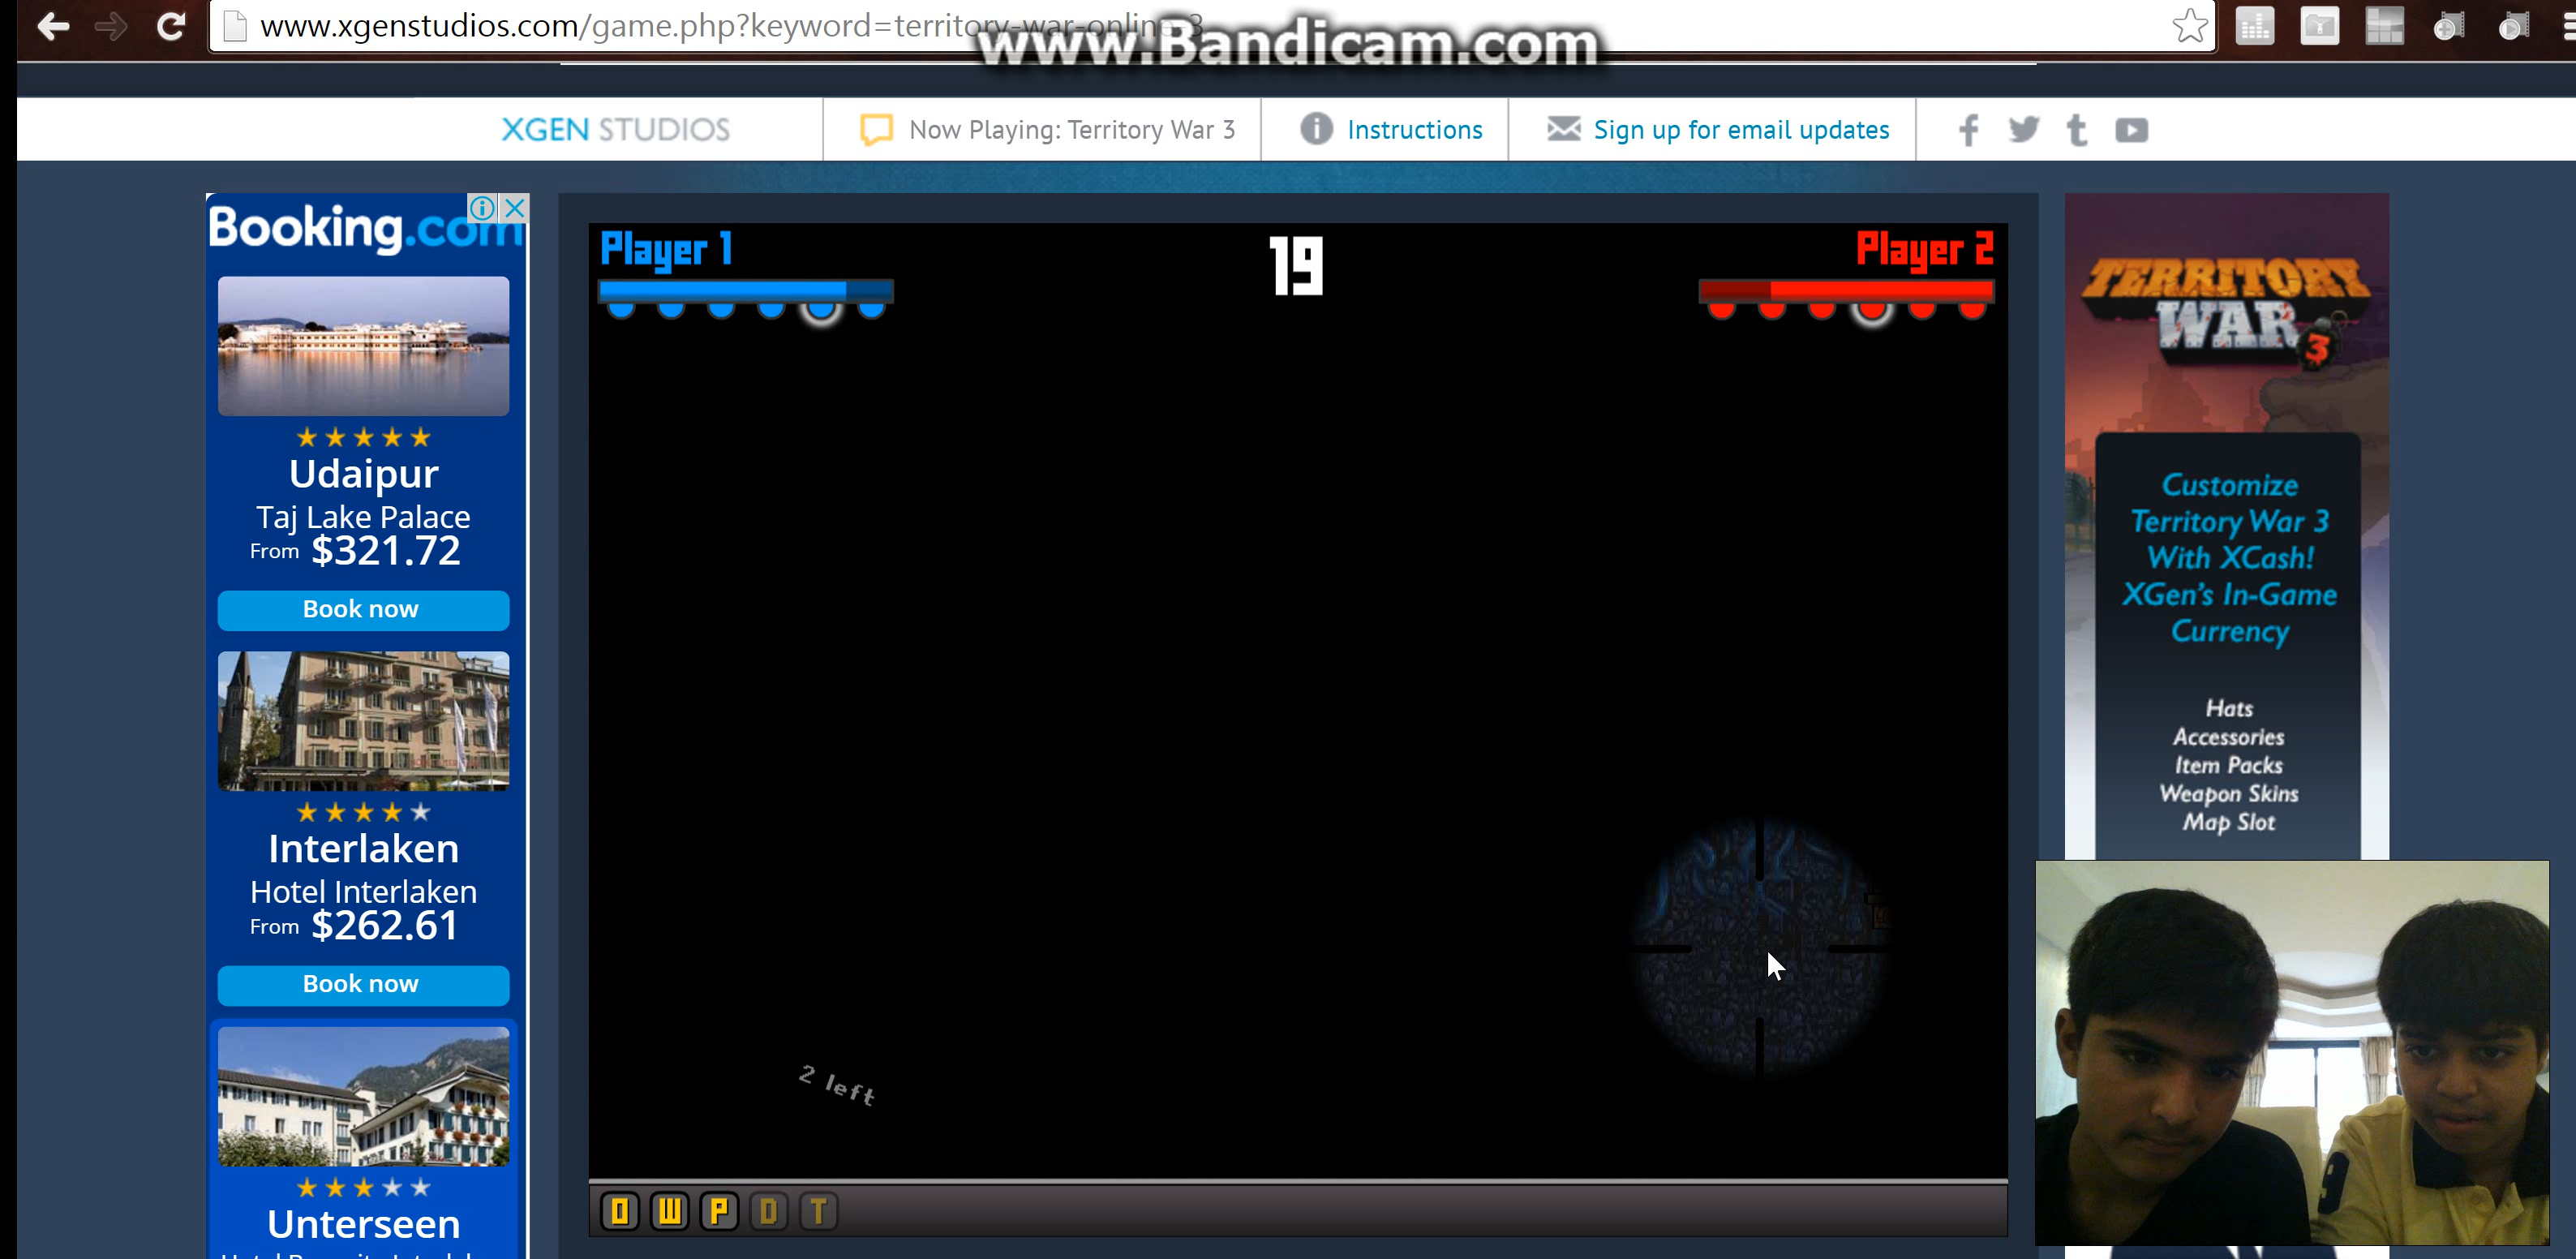 www.xgenstudios.com/game.php?keyword=territory-war-online-3
www.Bandicam.com
XGEN STUDIOS
Now Playing: Territory War 3
Instructions
Sign up for email updates
Booking.com
Udaipur
Taj Lake Palace
From $321.72
Book now
Interlaken
Hotel Interlaken
From $262.61
Book now
Unterseen
Player 1
19
Player 2
2 left
O W P D T
TERRITORY
WAR 3
Customize
Territory War 3
With XCash!
XGen's In-Game
Currency
Hats
Accessories
Item Packs
Weapon Skins
Map Slot